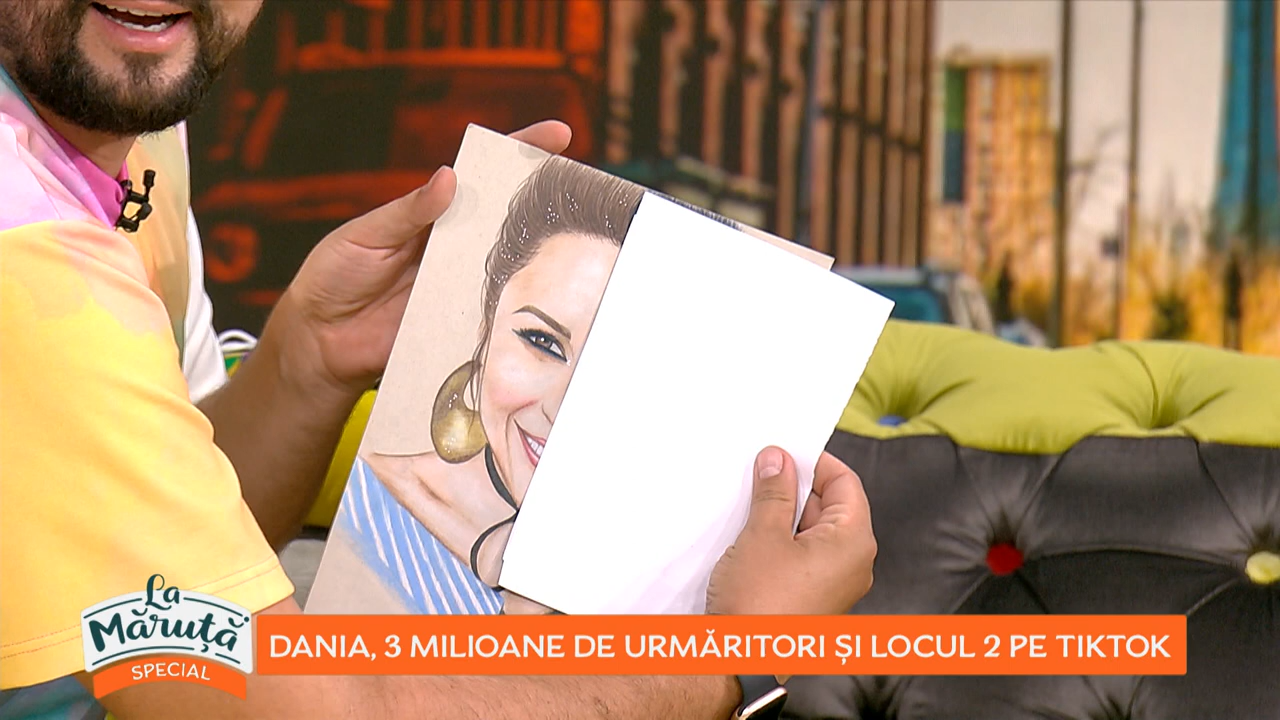 La
Măruță
SPECIAL
DANIA, 3 MILIOANE DE URMĂRITORI ȘI LOCUL 2 PE TIKTOK